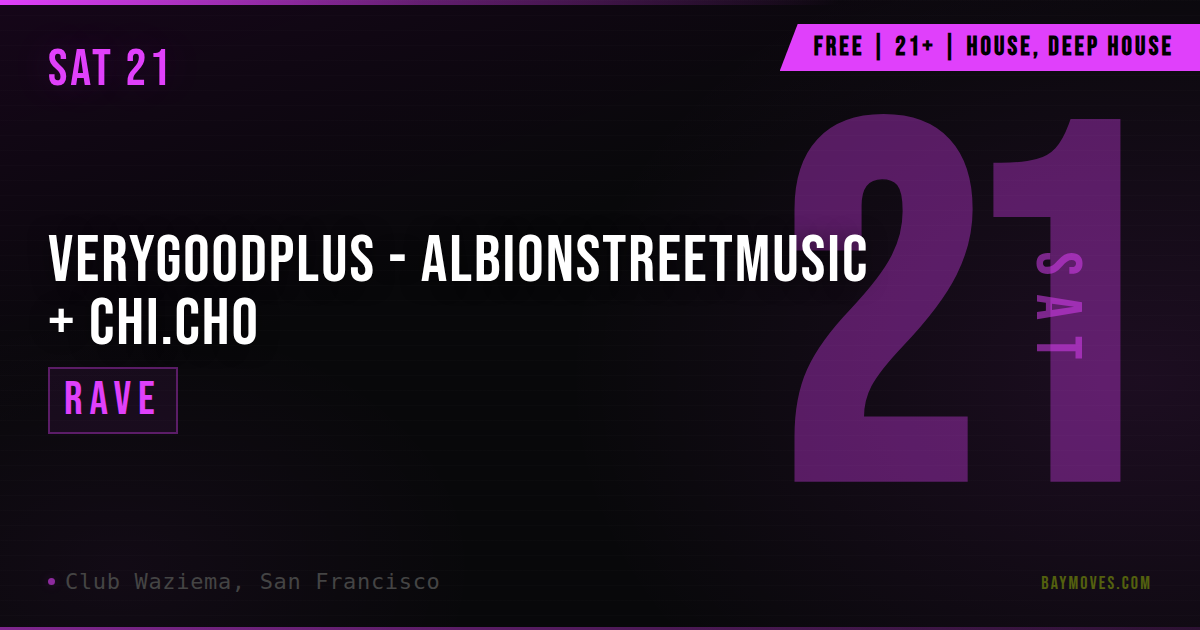 SAT 21
FREE | 21+ | HOUSE, DEEP HOUSE
21
SAT
VERYGOODPLUS - ALBIONSTREETMUSIC
+ CHI.CHO
RAVE
Club Waziema, San Francisco
BAYMOVES.COM